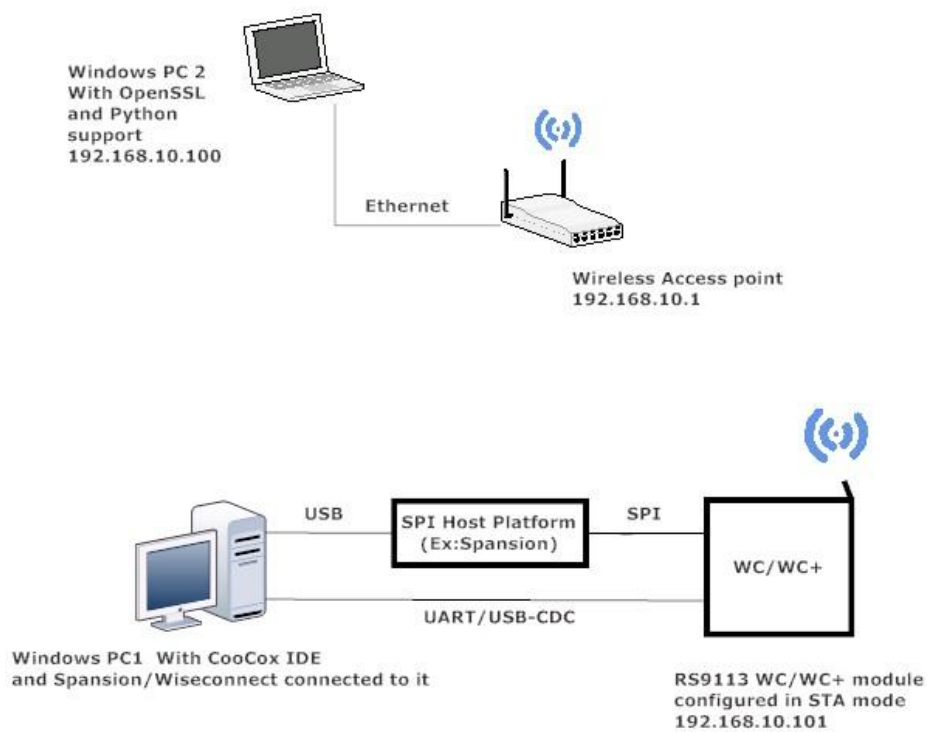 Windows PC 2
With OpenSSL
and Python
support
192.168.10.100
Ethernet
Wireless Access point
192.168.10.1
USB
SPI Host Platform
(Ex:Spansion)
SPI
WC/WC+
UART/USB-CDC
Windows PC1 With CooCox IDE
and Spansion/Wiseconnect connected to it
RS9113 WC/WC+ module
configured in STA mode
192.168.10.101